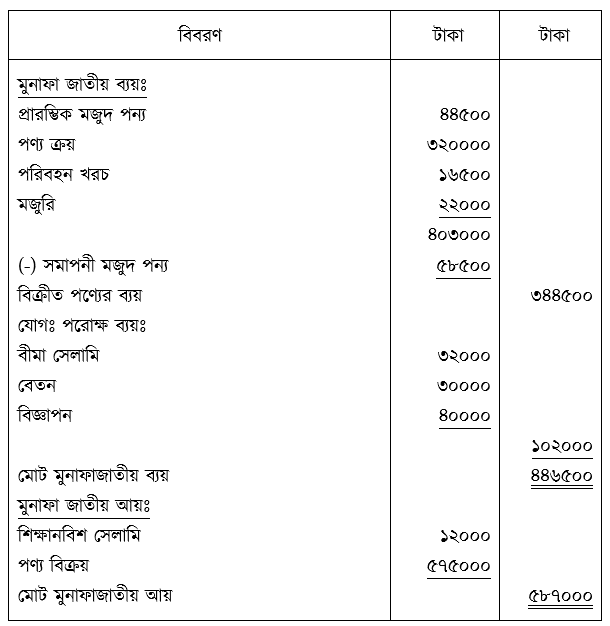 বিবরণ টাকা টাকা
মুনাফা জাতীয় ব্যয়ঃ
প্রারম্ভিক মজুদ পন্য ৪৪৫০০
পণ্য ক্রয় ৩২০০০০
পরিবহন খরচ ১৬৫০০
মজুরি ২২০০০
৪০৩০০০
(-) সমাপনী মজুদ পন্য ৫৮৫০০
বিক্রীত পণ্যের ব্যয় ৩৪৪৫০০
যোগঃ পরোক্ষ ব্যয়ঃ
বীমা সেলামি ৩২০০০
বেতন ৩০০০০
বিজ্ঞাপন ৪০০০০
১০২০০০
মোট মুনাফাজাতীয় ব্যয় ৪৪৬৫০০
মুনাফা জাতীয় আয়ঃ
শিক্ষানবিশ সেলামি ১২০০০
পণ্য বিক্রয় ৫৭৫০০০
মোট মুনাফাজাতীয় আয় ৫৮৭০০০